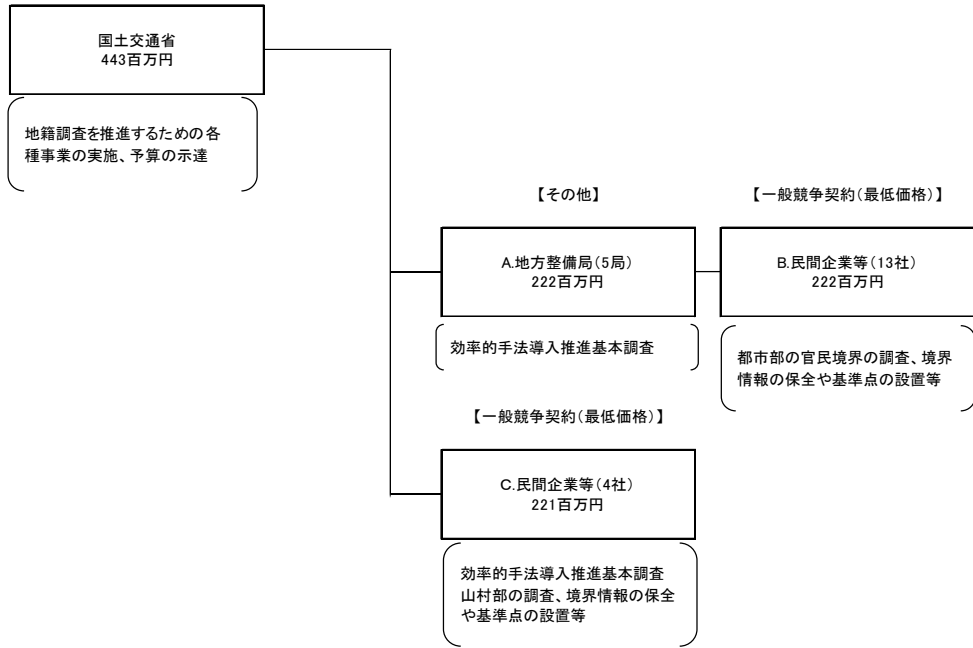 国土交通省
443百万円
地籍調査を推進するための各
種事業の実施、予算の示達
【その他】
A.地方整備局(5局)
222百万円
効率的手法導入推進基本調査
【一般競争契約(最低価格)】
B.民間企業等(13社)
222百万円
都市部の官民境界の調査、境界
情報の保全や基準点の設置等
【一般競争契約(最低価格)】
C.民間企業等(4社)
221百万円
効率的手法導入推進基本調査
山村部の調査、境界情報の保全
や基準点の設置等